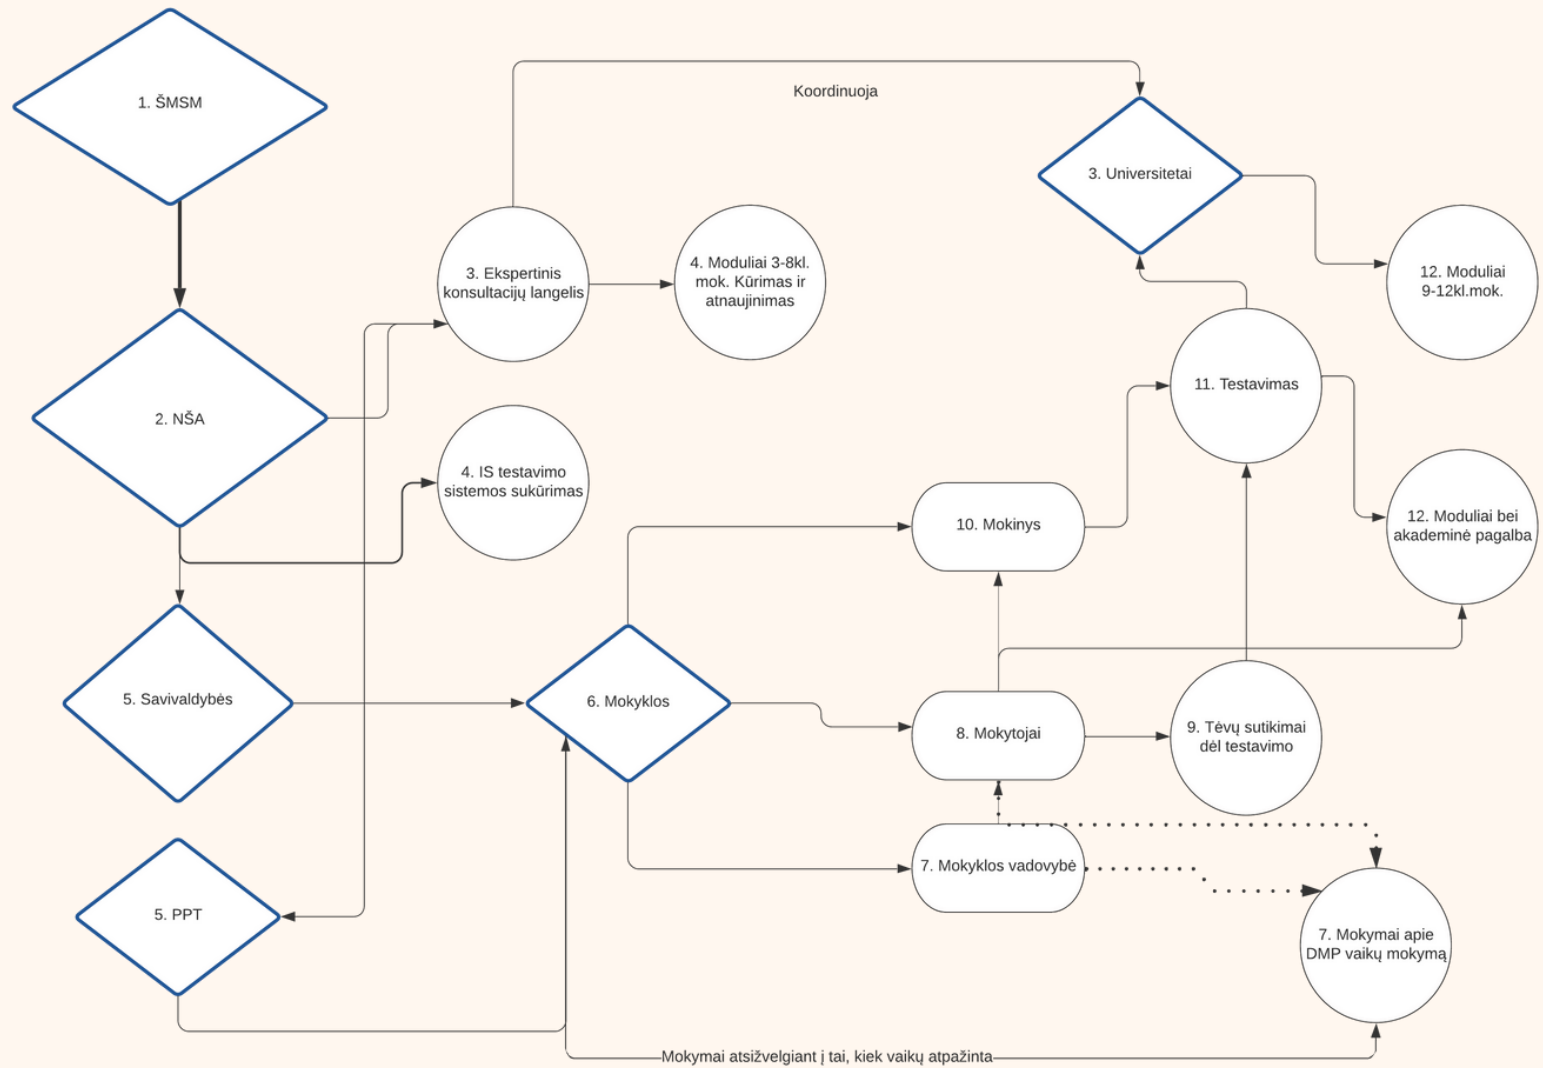 1. ŠMSM
Koordinuoja
3. Universitetai
3. Ekspertinis
konsultacijų langelis
4. Moduliai 3-8kl.
mok. Kūrimas ir
atnaujinimas
12. Moduliai
9-12kl.mok.
2. NŠA
11. Testavimas
4. IS testavimo
sistemos sukūrimas
10. Mokinys
12. Moduliai bei
akademinė pagalba
5. Savivaldybės
6. Mokyklos
8. Mokytojai
9. Tėvų sutikimai
dėl testavimo
7. Mokyklos vadovybė
5. PPT
7. Mokymai apie
DMP vaikų mokymą
Mokymai atsižvelgiant į tai, kiek vaikų atpažinta